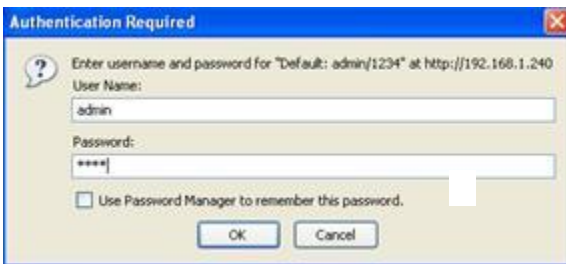 Authentication Required
Enter username and password for "Default: admin/1234" at http://192.168.1.240
User Name:
admin
Password:
****
Use Password Manager to remember this password.
OK
Cancel